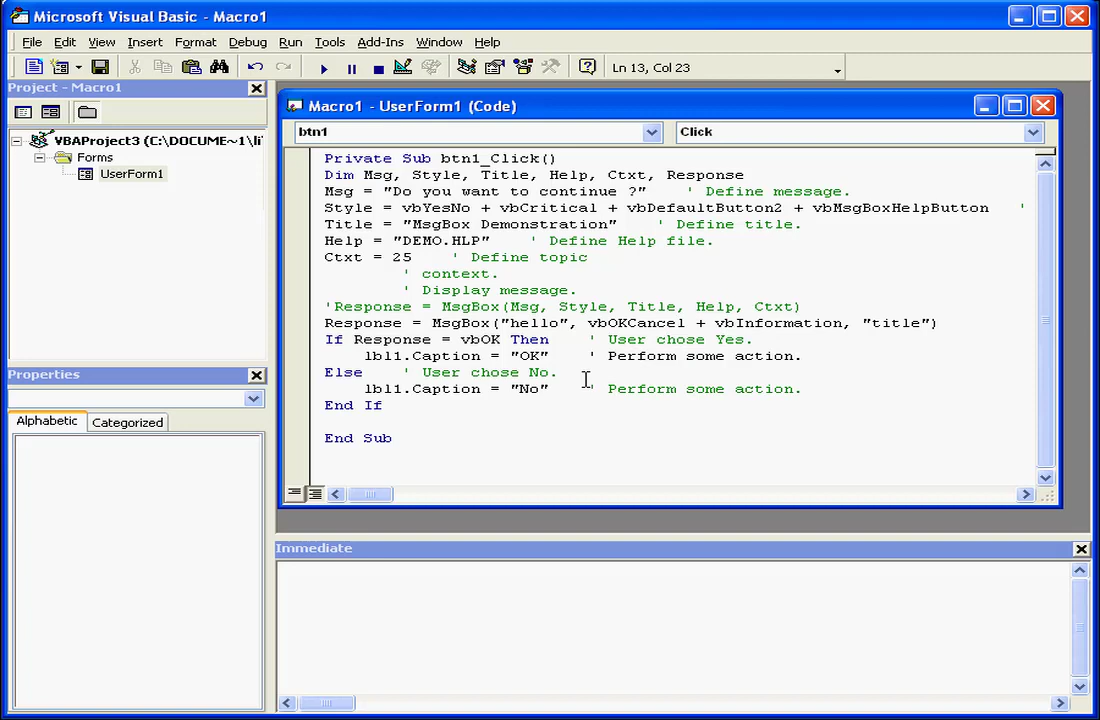 Microsoft Visual Basic - Macro1
File Edit View Insert Format Debug Run Tools Add-Ins Window Help
Ln 13, Col 23
Project - Macro1
VBAProject3 (C:\DOCUME~1\li
Forms
UserForm1
Properties
Alphabetic Categorized
Macro1 - UserForm1 (Code)
btn1 Click
Private Sub btn1_Click()
Dim Msg, Style, Title, Help, Ctxt, Response
Msg = "Do you want to continue ?" ' Define message.
Style = vbYesNo + vbCritical + vbDefaultButton2 + vbMsgBoxHelpButton '
Title = "MsgBox Demonstration" ' Define title.
Help = "DEMO.HLP" ' Define Help file.
Ctxt = 25 ' Define topic
' context.
' Display message.
'Response = MsgBox(Msg, Style, Title, Help, Ctxt)
Response = MsgBox("hello", vbOKCancel + vbInformation, "title")
If Response = vbOK Then ' User chose Yes.
lbl1.Caption = "OK" ' Perform some action.
Else ' User chose No.
lbl1.Caption = "No" ' Perform some action.
End If
End Sub
Immediate